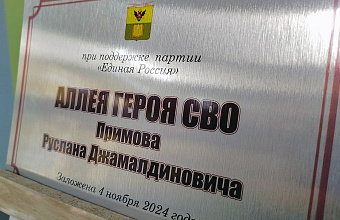 при поддержке партии
«Единая Россия»
АЛЛЕЯ ГЕРОЯ СВО
Примова
Руслана Джамалдиновича
Заложена 4 ноября 2024 года